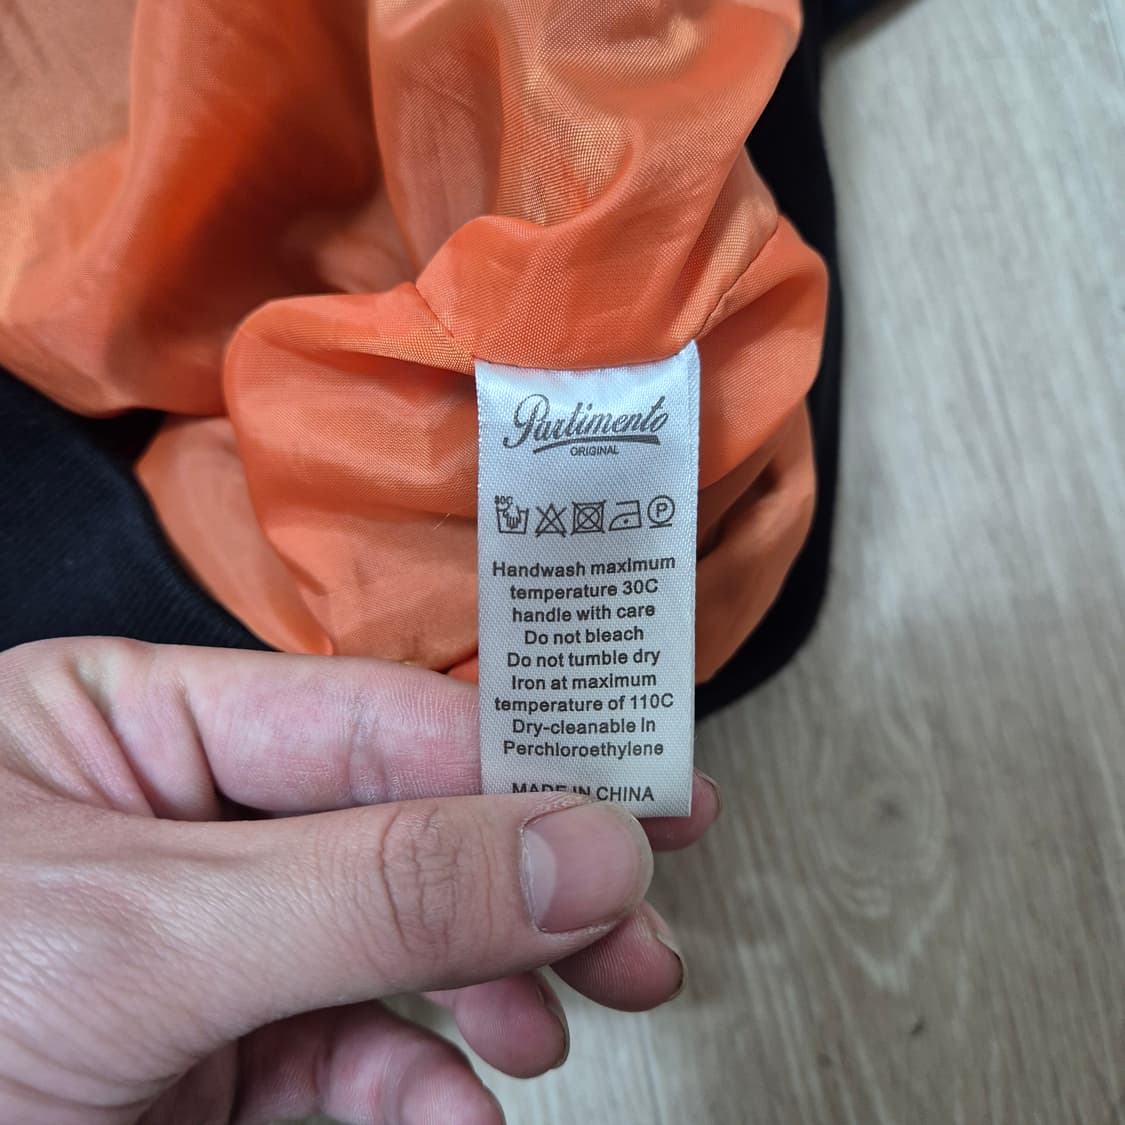 Partimento
ORIGINAL
30C
P
Handwash maximum
temperature 30C
handle with care
Do not bleach
Do not tumble dry
Iron at maximum
temperature of 110C
Dry-cleanable In
Perchloroethylene
MADE IN CHINA